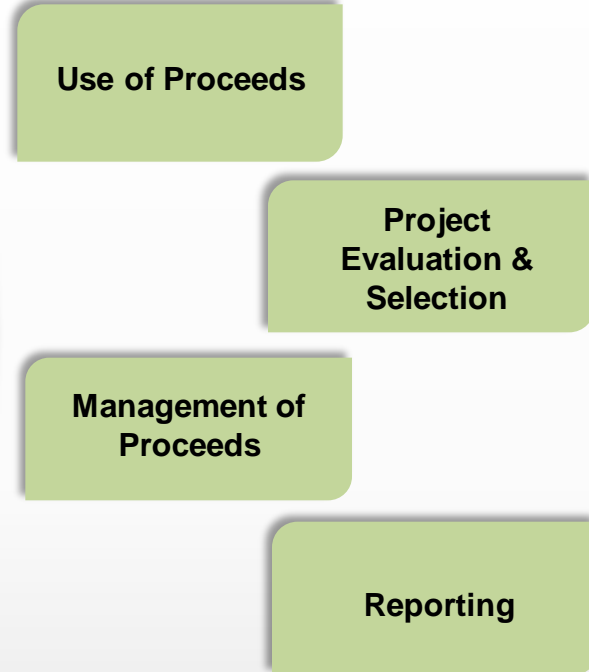 Use of Proceeds
Project
Evaluation &
Selection
Management of
Proceeds
Reporting